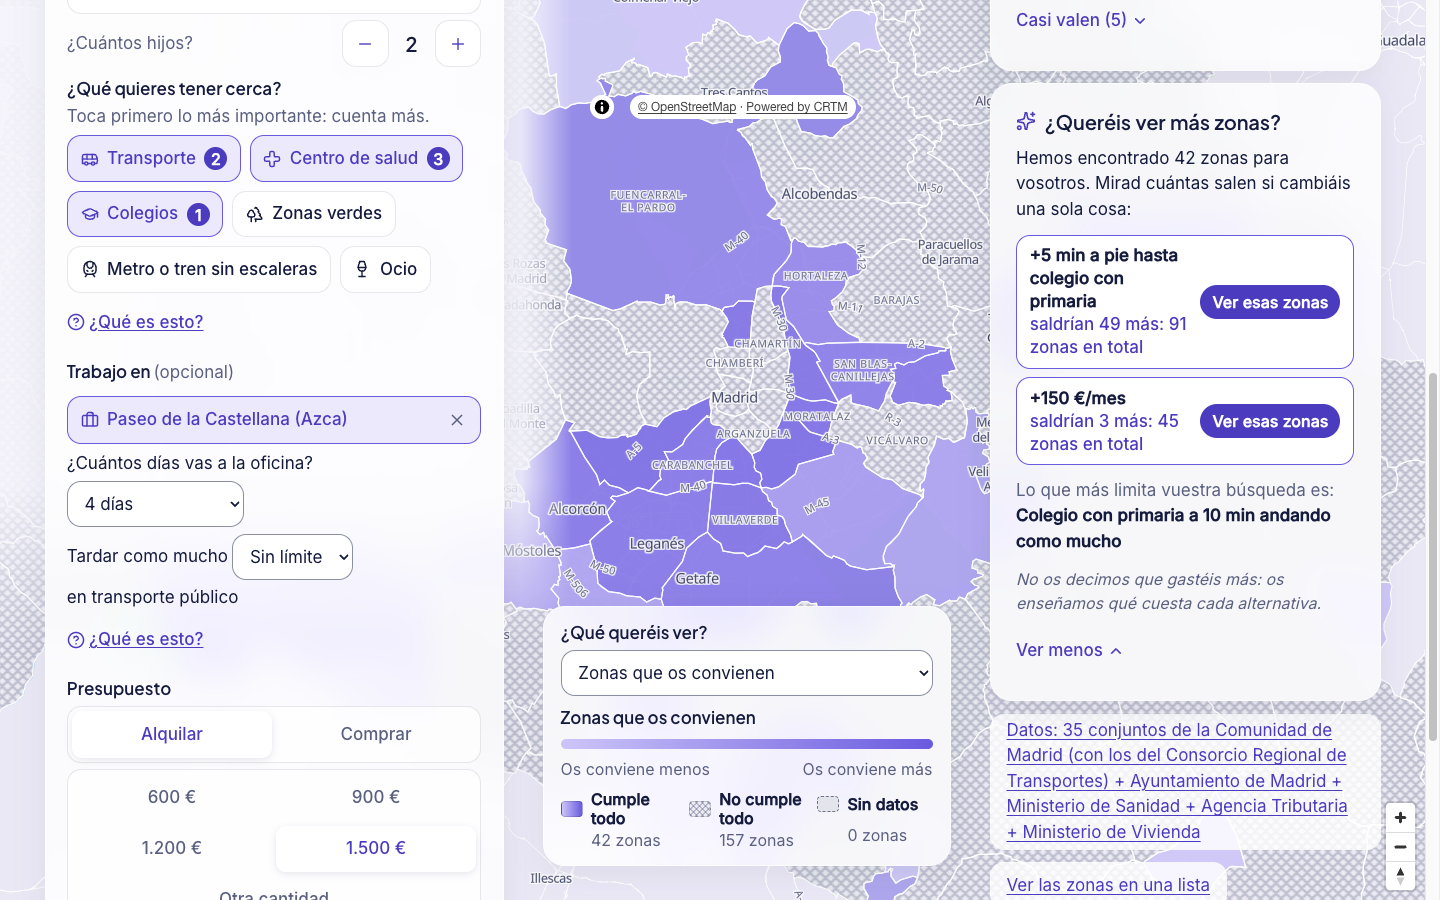 ¿Cuántos hijos?
2
¿Qué quieres tener cerca?
Toca primero lo más importante: cuenta más.
Transporte 2
Centro de salud 3
Colegios 1
Zonas verdes
Metro o tren sin escaleras
Ocio
¿Qué es esto?
Trabajo en (opcional)
Paseo de la Castellana (Azca)
¿Cuántos días vas a la oficina?
4 días
Tardar como mucho Sin límite
en transporte público
¿Qué es esto?
Presupuesto
Alquilar
Comprar
600 €
900 €
1.200 €
1.500 €
Otra cantidad
Tres Cantos
© OpenStreetMap · Powered by CRTM
FUENCARRAL-
EL PARDO
Alcobendas
M-50
M-40
Paracuellos
de Jarama
M-12
HORTALEZA
BARAJAS
M-17
M-30
CHAMARTÍN
A-2
CHAMBERÍ
SAN BLAS-
CANILLEJAS
M-30
Madrid
MORATALAZ
R-3
ARGANZUELA
A-3
VICÁLVARO
A-5
CARABANCHEL
M-40
Alcorcón
M-45
VILLAVERDE
Leganés
Móstoles
M-50
Getafe
M-506
Illescas
¿Qué queréis ver?
Zonas que os convienen
Zonas que os convienen
Os conviene menos
Os conviene más
Cumple
todo
42 zonas
No cumple
todo
157 zonas
Sin datos
0 zonas
Casi valen (5)
¿Queréis ver más zonas?
Hemos encontrado 42 zonas para
vosotros. Mirad cuántas salen si cambiáis
una sola cosa:
+5 min a pie hasta
colegio con
primaria
saldrían 49 más: 91
zonas en total
Ver esas zonas
+150 €/mes
saldrían 3 más: 45
zonas en total
Ver esas zonas
Lo que más limita vuestra búsqueda es:
Colegio con primaria a 10 min andando
como mucho
No os decimos que gastéis más: os
enseñamos qué cuesta cada alternativa.
Ver menos
Datos: 35 conjuntos de la Comunidad de
Madrid (con los del Consorcio Regional de
Transportes) + Ayuntamiento de Madrid +
Ministerio de Sanidad + Agencia Tributaria
+ Ministerio de Vivienda
Ver las zonas en una lista